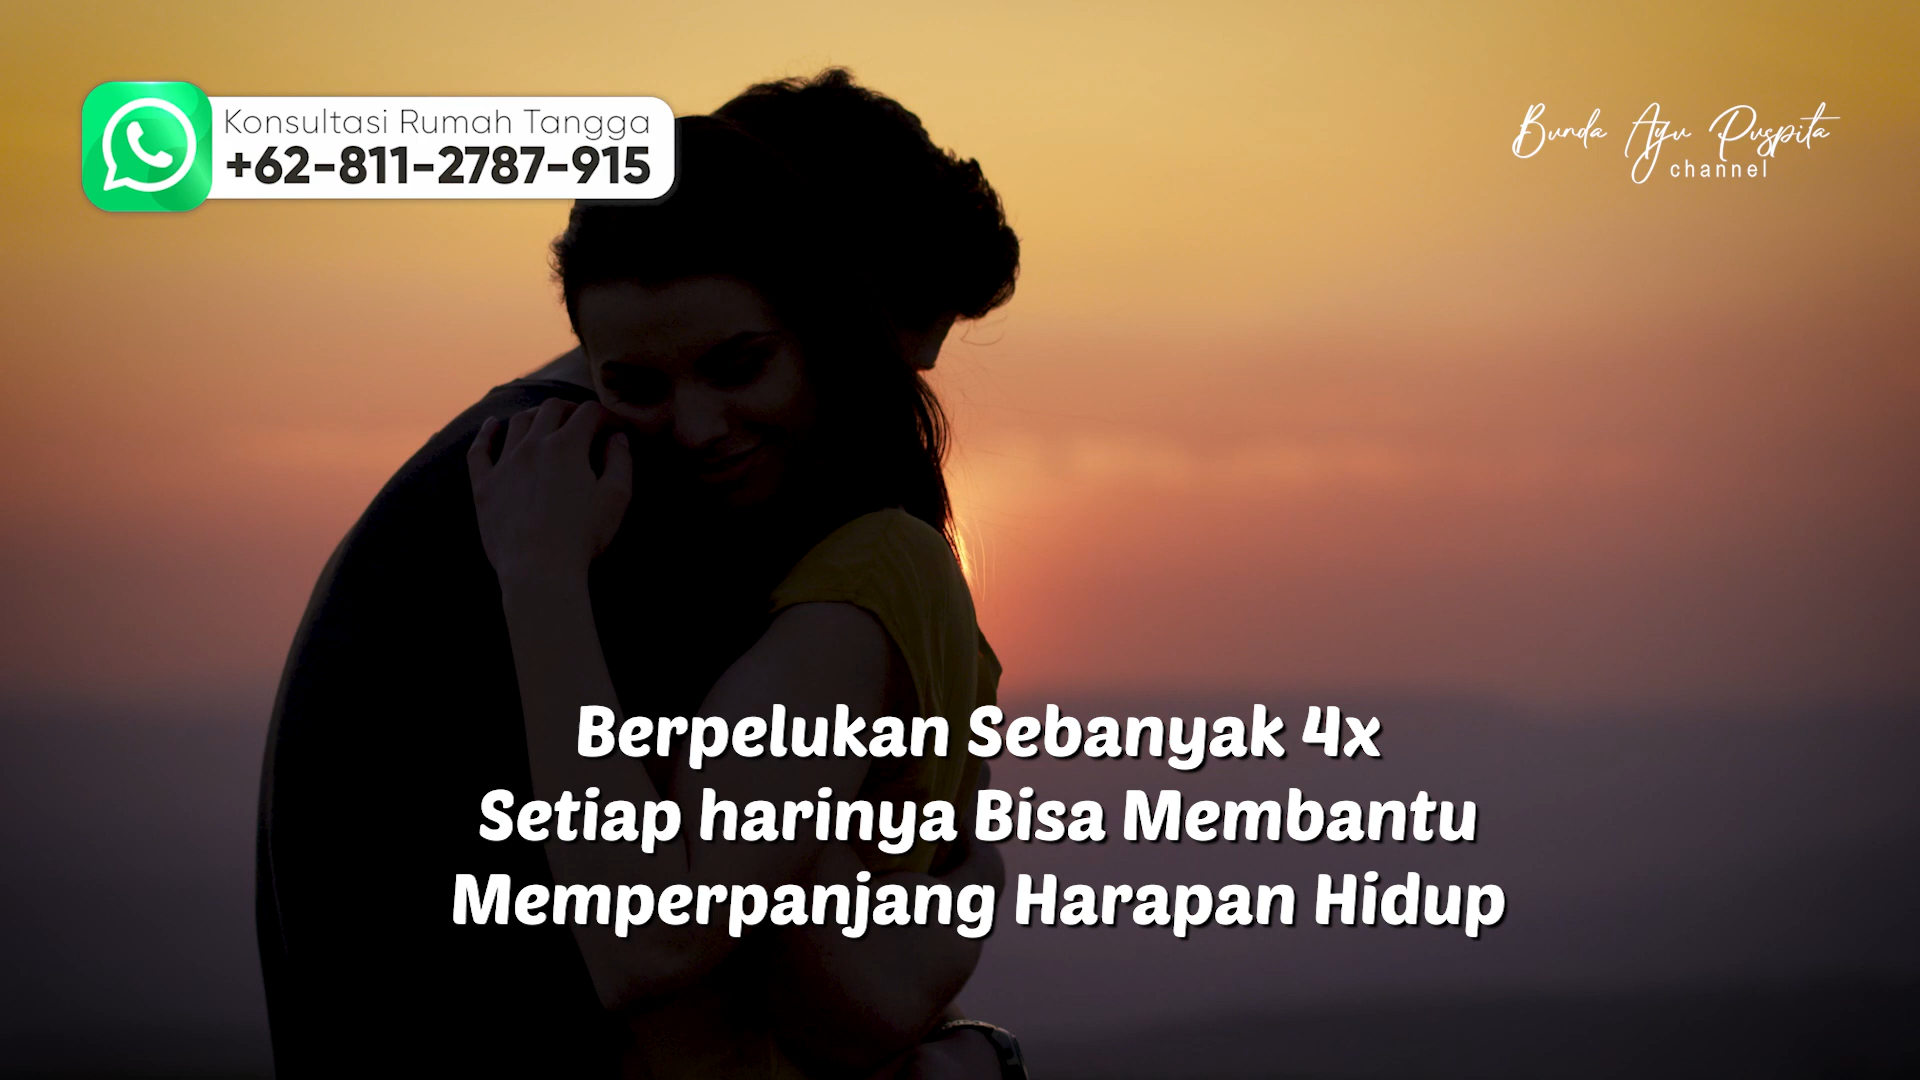 Konsultasi Rumah Tangga
+62-811-2787-915
Bunda Ayu Puspita
channel
Berpelukan Sebanyak 4x
Setiap harinya Bisa Membantu
Memperpanjang Harapan Hidup